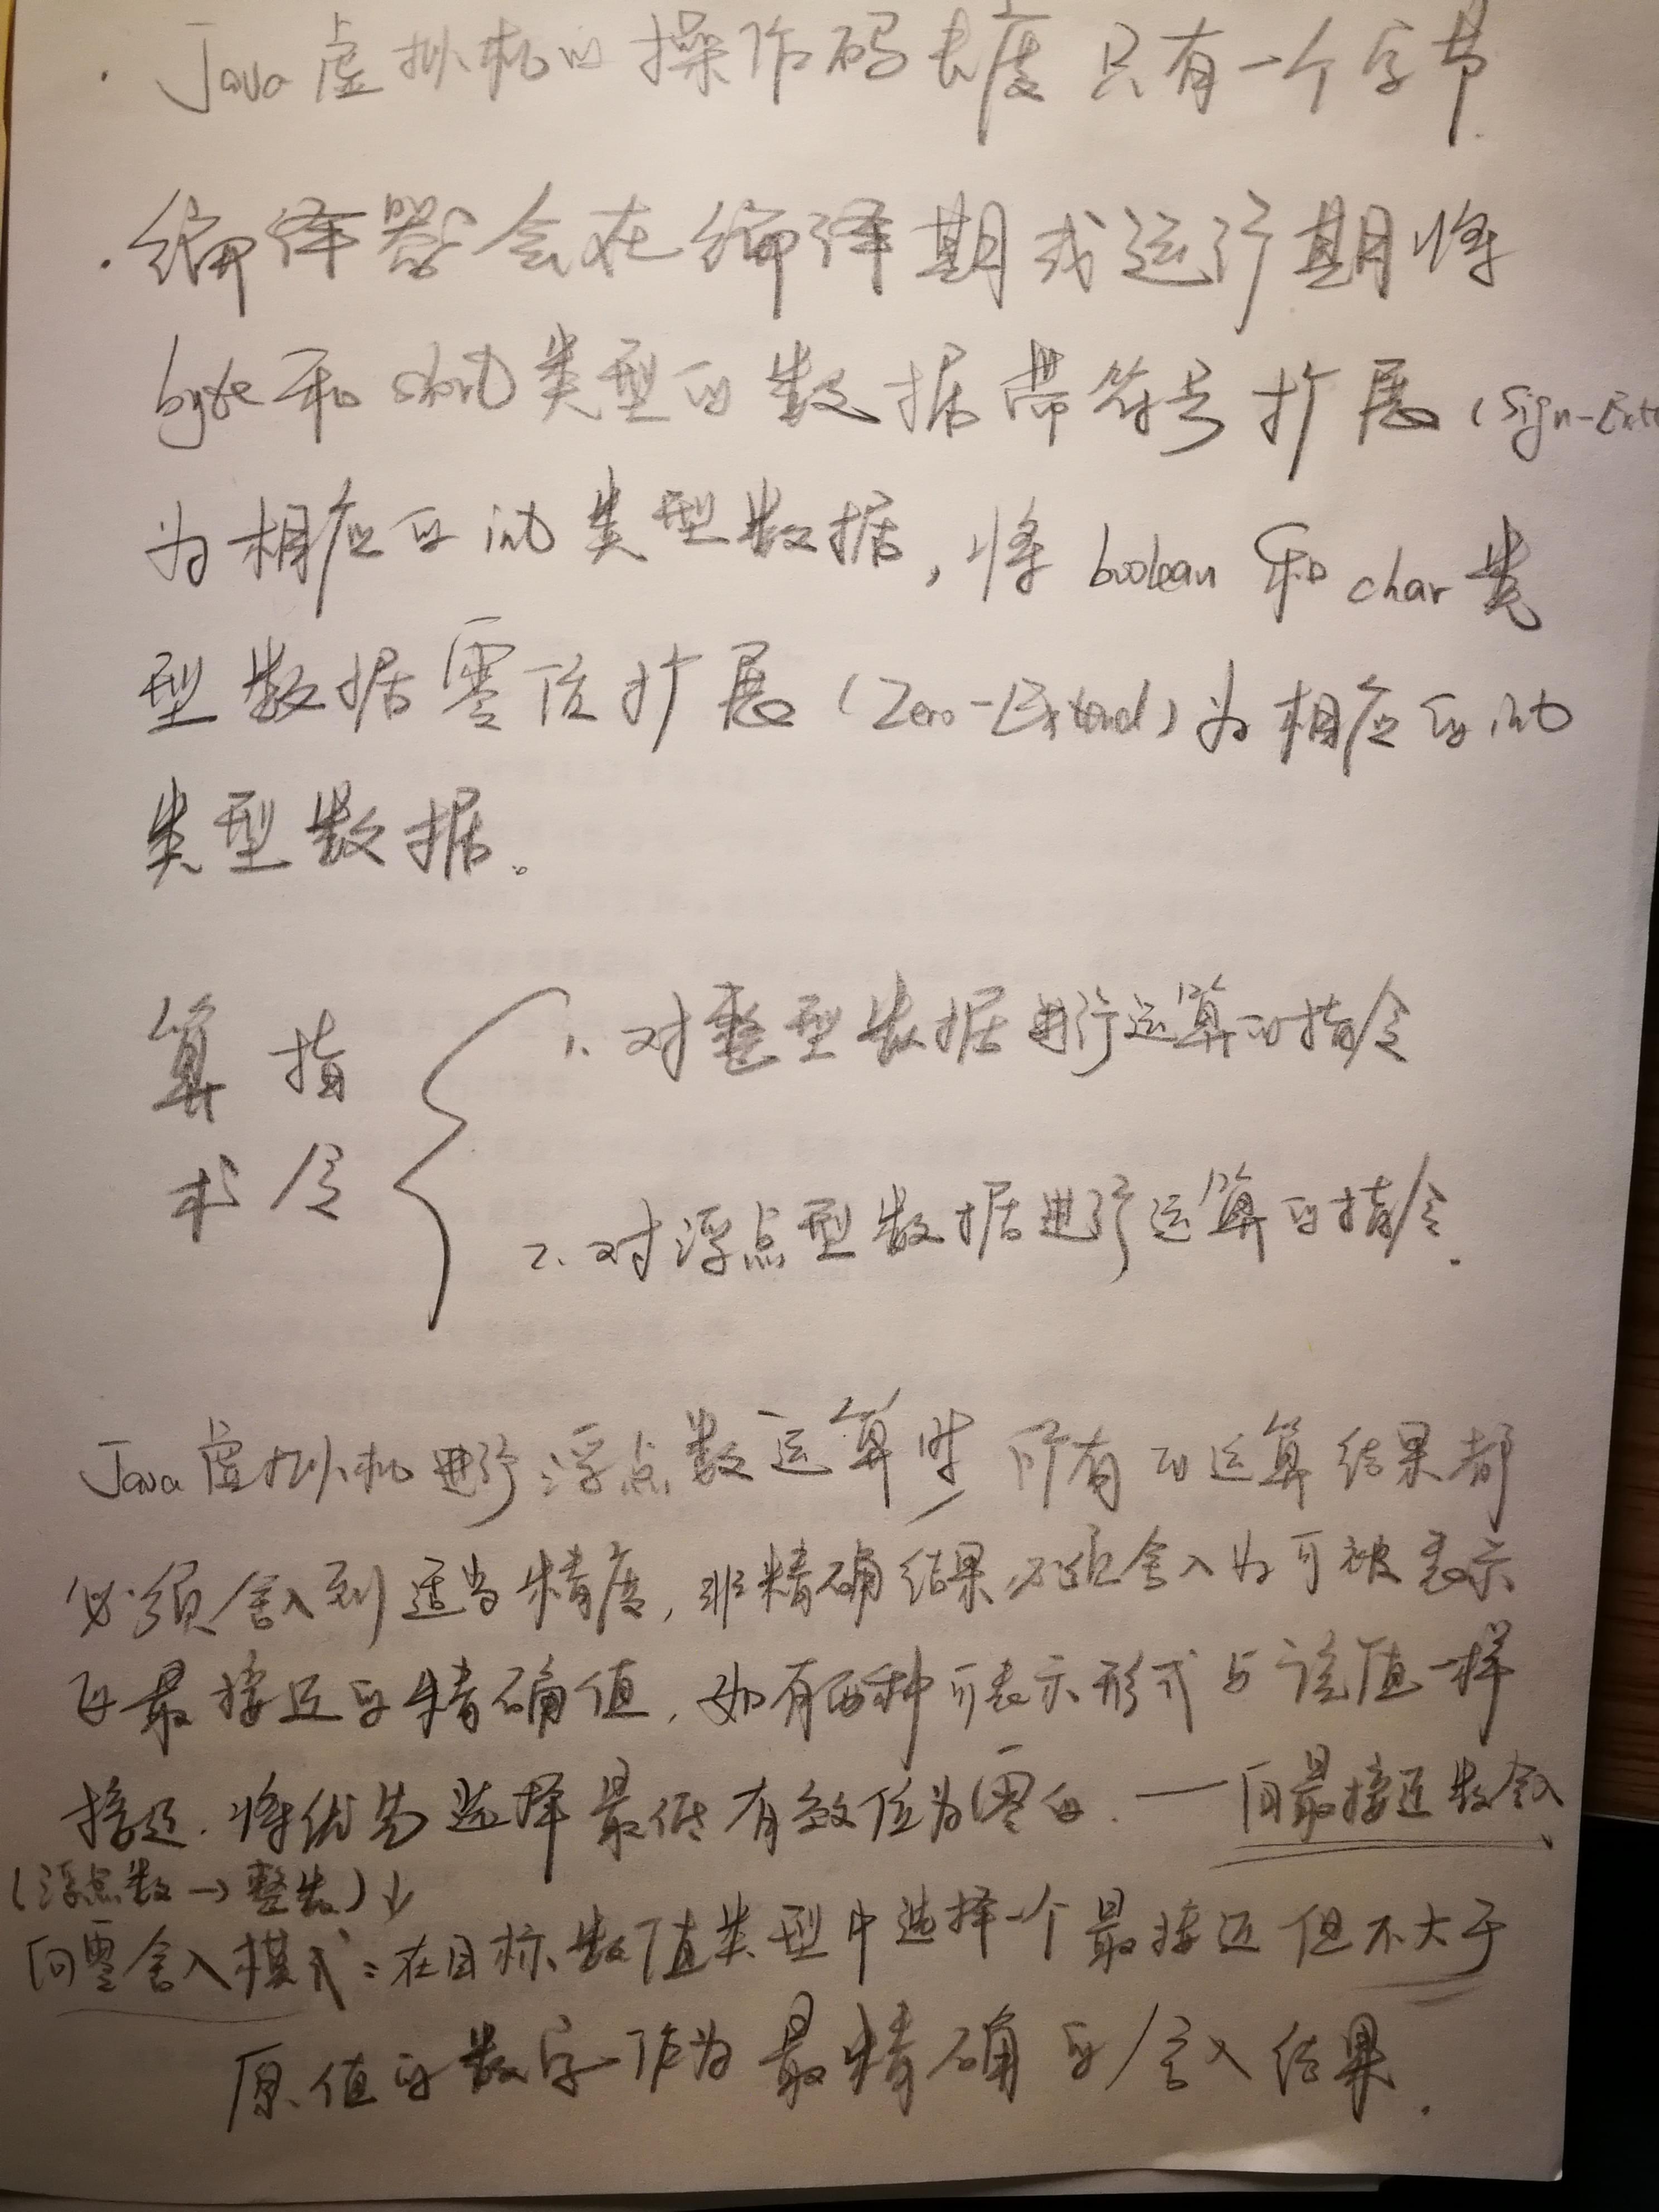 · Java虚拟机的操作码长度只有一个字节.
· 编译器会在编译期或运行期将
byte和short类型的数据带符号扩展(Sign-Exte
为相应的int类型数据,将boolean和char类
型数据零位扩展(Zero-Extend)为相应的int
类型数据。
算术指令
1、对整型数据进行运算的指令
2、对浮点型数据进行运算的指令.
Java虚拟机进行浮点数运算时 所有的运算结果都
必须舍入到适当精度,非精确结果必须舍入为可被表示
的最接近的精确值,如有两种可表示形式与该值一样
接近.将优先选择最低有效位为零的.—向最接近数舍入
(浮点数→整数)↓
向零舍入模式:在目标数值类型中选择一个最接近但不大于
原值的数字作为最精确的舍入结果.